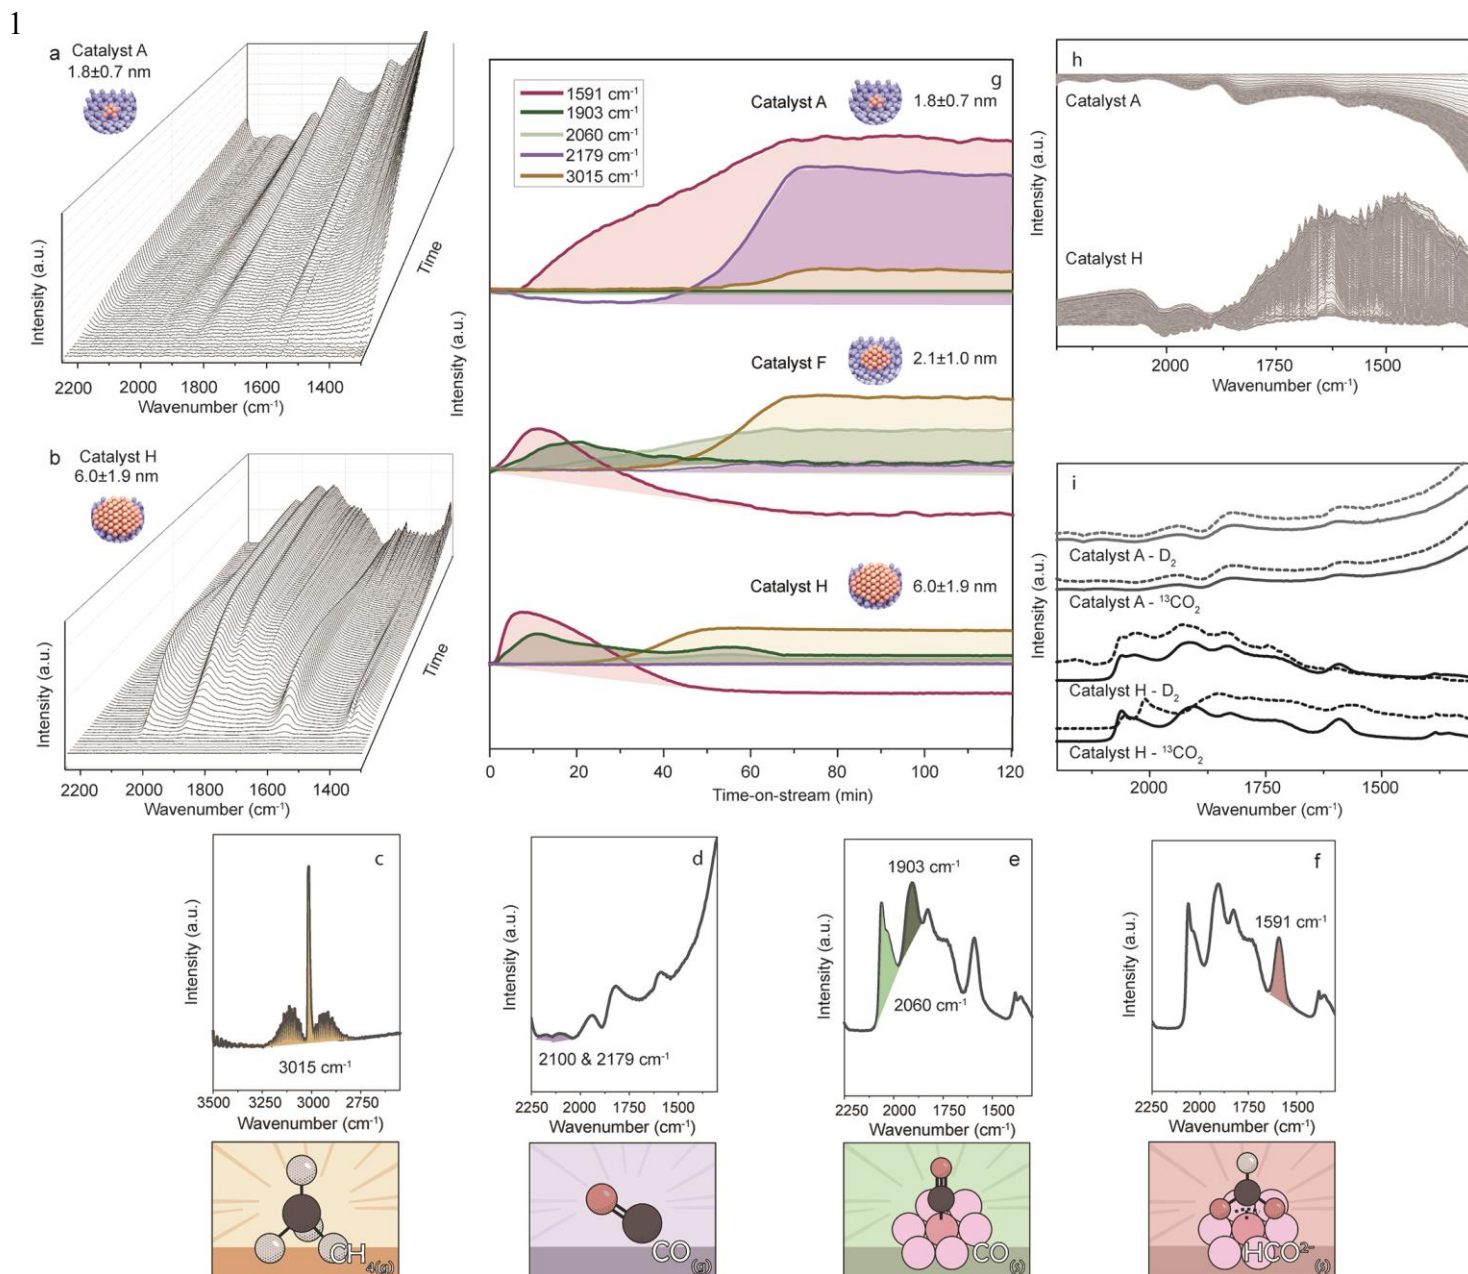 1
a
Catalyst A
1.8±0.7 nm
Intensity (a.u.)
2200 2000 1800 1600 1400
Wavenumber (cm-1)
Time
b
Catalyst H
6.0±1.9 nm
Intensity (a.u.)
2200 2000 1800 1600 1400
Wavenumber (cm-1)
Time
g
1591 cm-1
1903 cm-1
2060 cm-1
2179 cm-1
3015 cm-1
Catalyst A 1.8±0.7 nm
Catalyst F 2.1±1.0 nm
Catalyst H 6.0±1.9 nm
Intensity (a.u.)
0 20 40 60 80 100 120
Time-on-stream (min)
h
Catalyst A
Catalyst H
Intensity (a.u.)
2000 1750 1500
Wavenumber (cm-1)
i
Catalyst A - D2
Catalyst A - 13CO2
Catalyst H - D2
Catalyst H - 13CO2
Intensity (a.u.)
2000 1750 1500
Wavenumber (cm-1)
c
3015 cm-1
Intensity (a.u.)
3500 3250 3000 2750
Wavenumber (cm-1)
CH4(g)
d
2100 & 2179 cm-1
Intensity (a.u.)
2250 2000 1750 1500
Wavenumber (cm-1)
CO(g)
e
1903 cm-1
2060 cm-1
Intensity (a.u.)
2250 2000 1750 1500
Wavenumber (cm-1)
CO(s)
f
1591 cm-1
Intensity (a.u.)
2250 2000 1750 1500
Wavenumber (cm-1)
HCO2-(s)